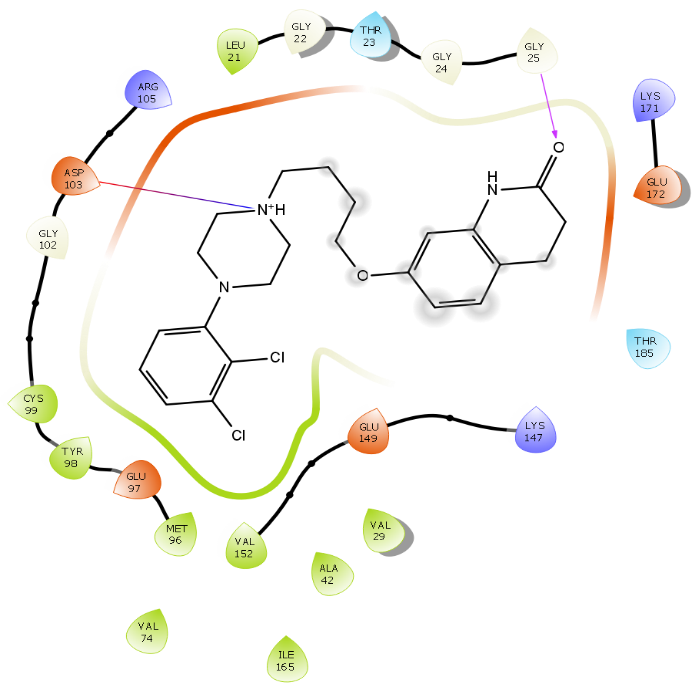 GLY
22
THR
23
LEU
21
GLY
24
GLY
25
ARG
105
LYS
171
ASP
103
GLU
172
GLY
102
O
NH
N+H
O
N
Cl
Cl
THR
185
CYS
99
TYR
98
GLU
97
MET
96
GLU
149
LYS
147
VAL
152
VAL
29
ALA
42
VAL
74
ILE
165